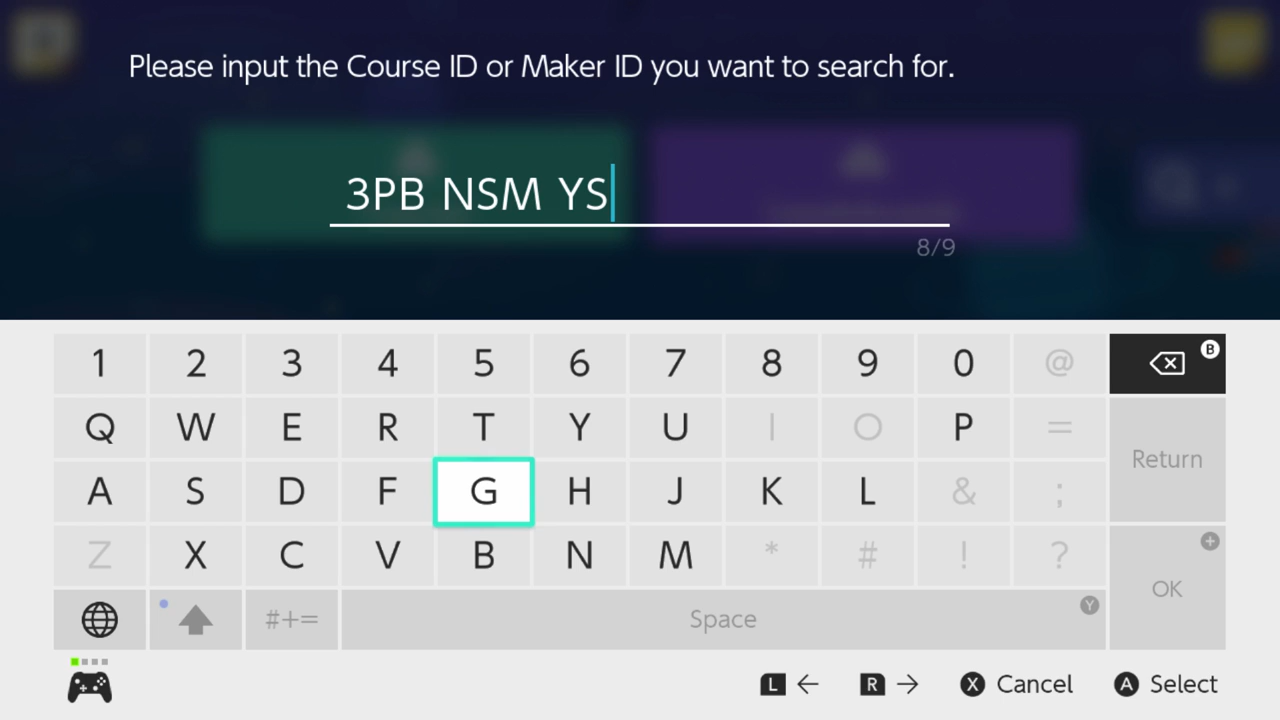 Please input the Course ID or Maker ID you want to search for.
3PB NSM YS
8/9
1 2 3 4 5 6 7 8 9 0 @
B
Q W E R T Y U I O P =
Return
A S D F G H J K L & ;
Z X C V B N M * # ! ?
+
OK
#+=
Space
Y
L ← R → X Cancel A Select